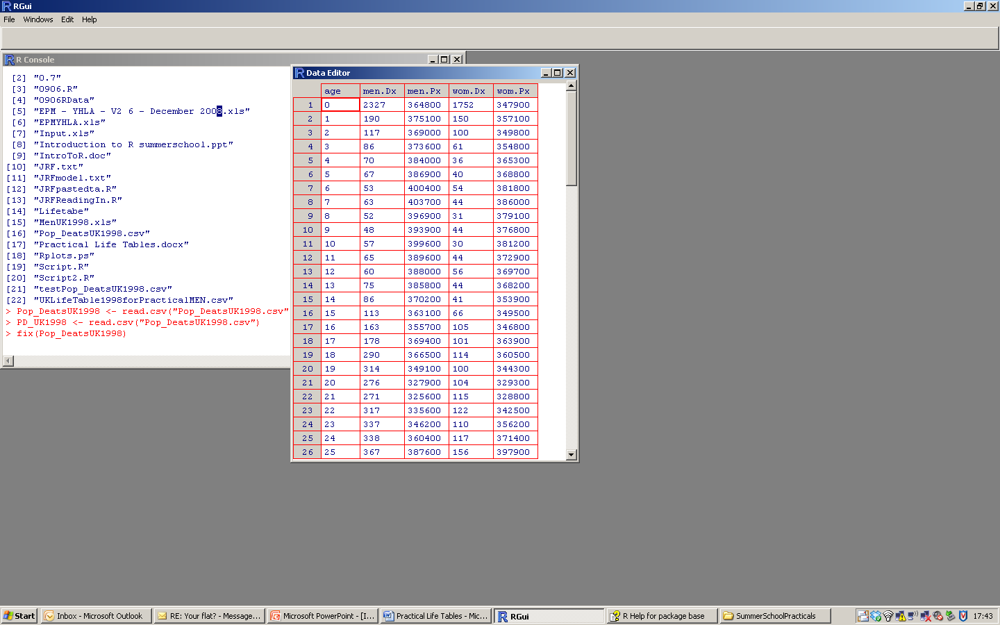 RGui
File Windows Edit Help
R Console
[2] "0.7"
[3] "0906.R"
[4] "0906RData"
[5] "EPM - YHLA - V2 6 - December 2008.xls"
[6] "EPMYHLA.xls"
[7] "Input.xls"
[8] "Introduction to R summerschool.ppt"
[9] "IntroToR.doc"
[10] "JRF.txt"
[11] "JRFmodel.txt"
[12] "JRFpastedta.R"
[13] "JRFReadingIn.R"
[14] "Lifetabe"
[15] "MenUK1998.xls"
[16] "Pop_DeatsUK1998.csv"
[17] "Practical Life Tables.docx"
[18] "Rplots.ps"
[19] "Script.R"
[20] "Script2.R"
[21] "testPop_DeatsUK1998.csv"
[22] "UKLifeTable1998forPracticalMEN.csv"
> Pop_DeatsUK1998 <- read.csv("Pop_DeatsUK1998.csv"
> PD_UK1998 <- read.csv("Pop_DeatsUK1998.csv")
> fix(Pop_DeatsUK1998)
Data Editor
age men.Dx men.Px wom.Dx wom.Px
1 0 2327 364800 1752 347900
2 1 190 375100 150 357100
3 2 117 369000 100 349800
4 3 86 373600 61 354800
5 4 70 384000 36 365300
6 5 67 386900 40 368800
7 6 53 400400 54 381800
8 7 63 403700 44 386000
9 8 52 396900 31 379100
10 9 48 393900 44 376800
11 10 57 399600 30 381200
12 11 65 389600 44 372900
13 12 60 388000 56 369700
14 13 75 385800 44 368200
15 14 86 370200 41 353900
16 15 113 363100 66 349500
17 16 163 355700 105 346800
18 17 178 369400 101 363900
19 18 290 366500 114 360500
20 19 314 349100 100 344300
21 20 276 327900 104 329300
22 21 271 325600 115 328800
23 22 317 335600 122 342500
24 23 337 346200 110 356200
25 24 338 360400 117 371400
26 25 367 387600 156 397900
Start Inbox - Microsoft Outlook RE: Your flat? - Message... Microsoft PowerPoint - [I... Practical Life Tables - Mic... RGui R Help for package base SummerSchoolPracticals 17:43